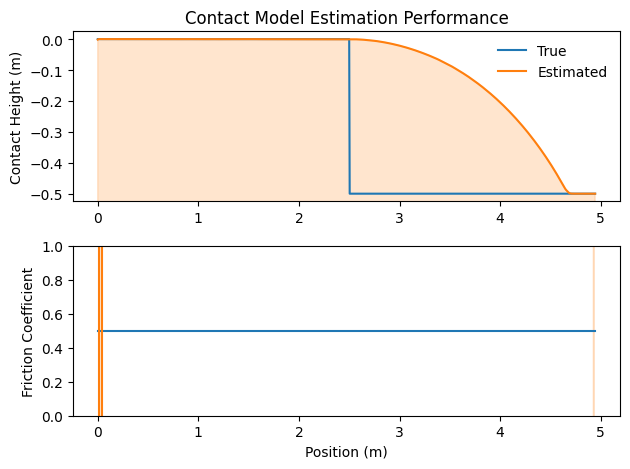 Contact Model Estimation Performance
Contact Height (m)
0.0
−0.1
−0.2
−0.3
−0.4
−0.5
True
Estimated
0 1 2 3 4 5
Friction Coefficient
1.0
0.8
0.6
0.4
0.2
0.0
0 1 2 3 4 5
Position (m)